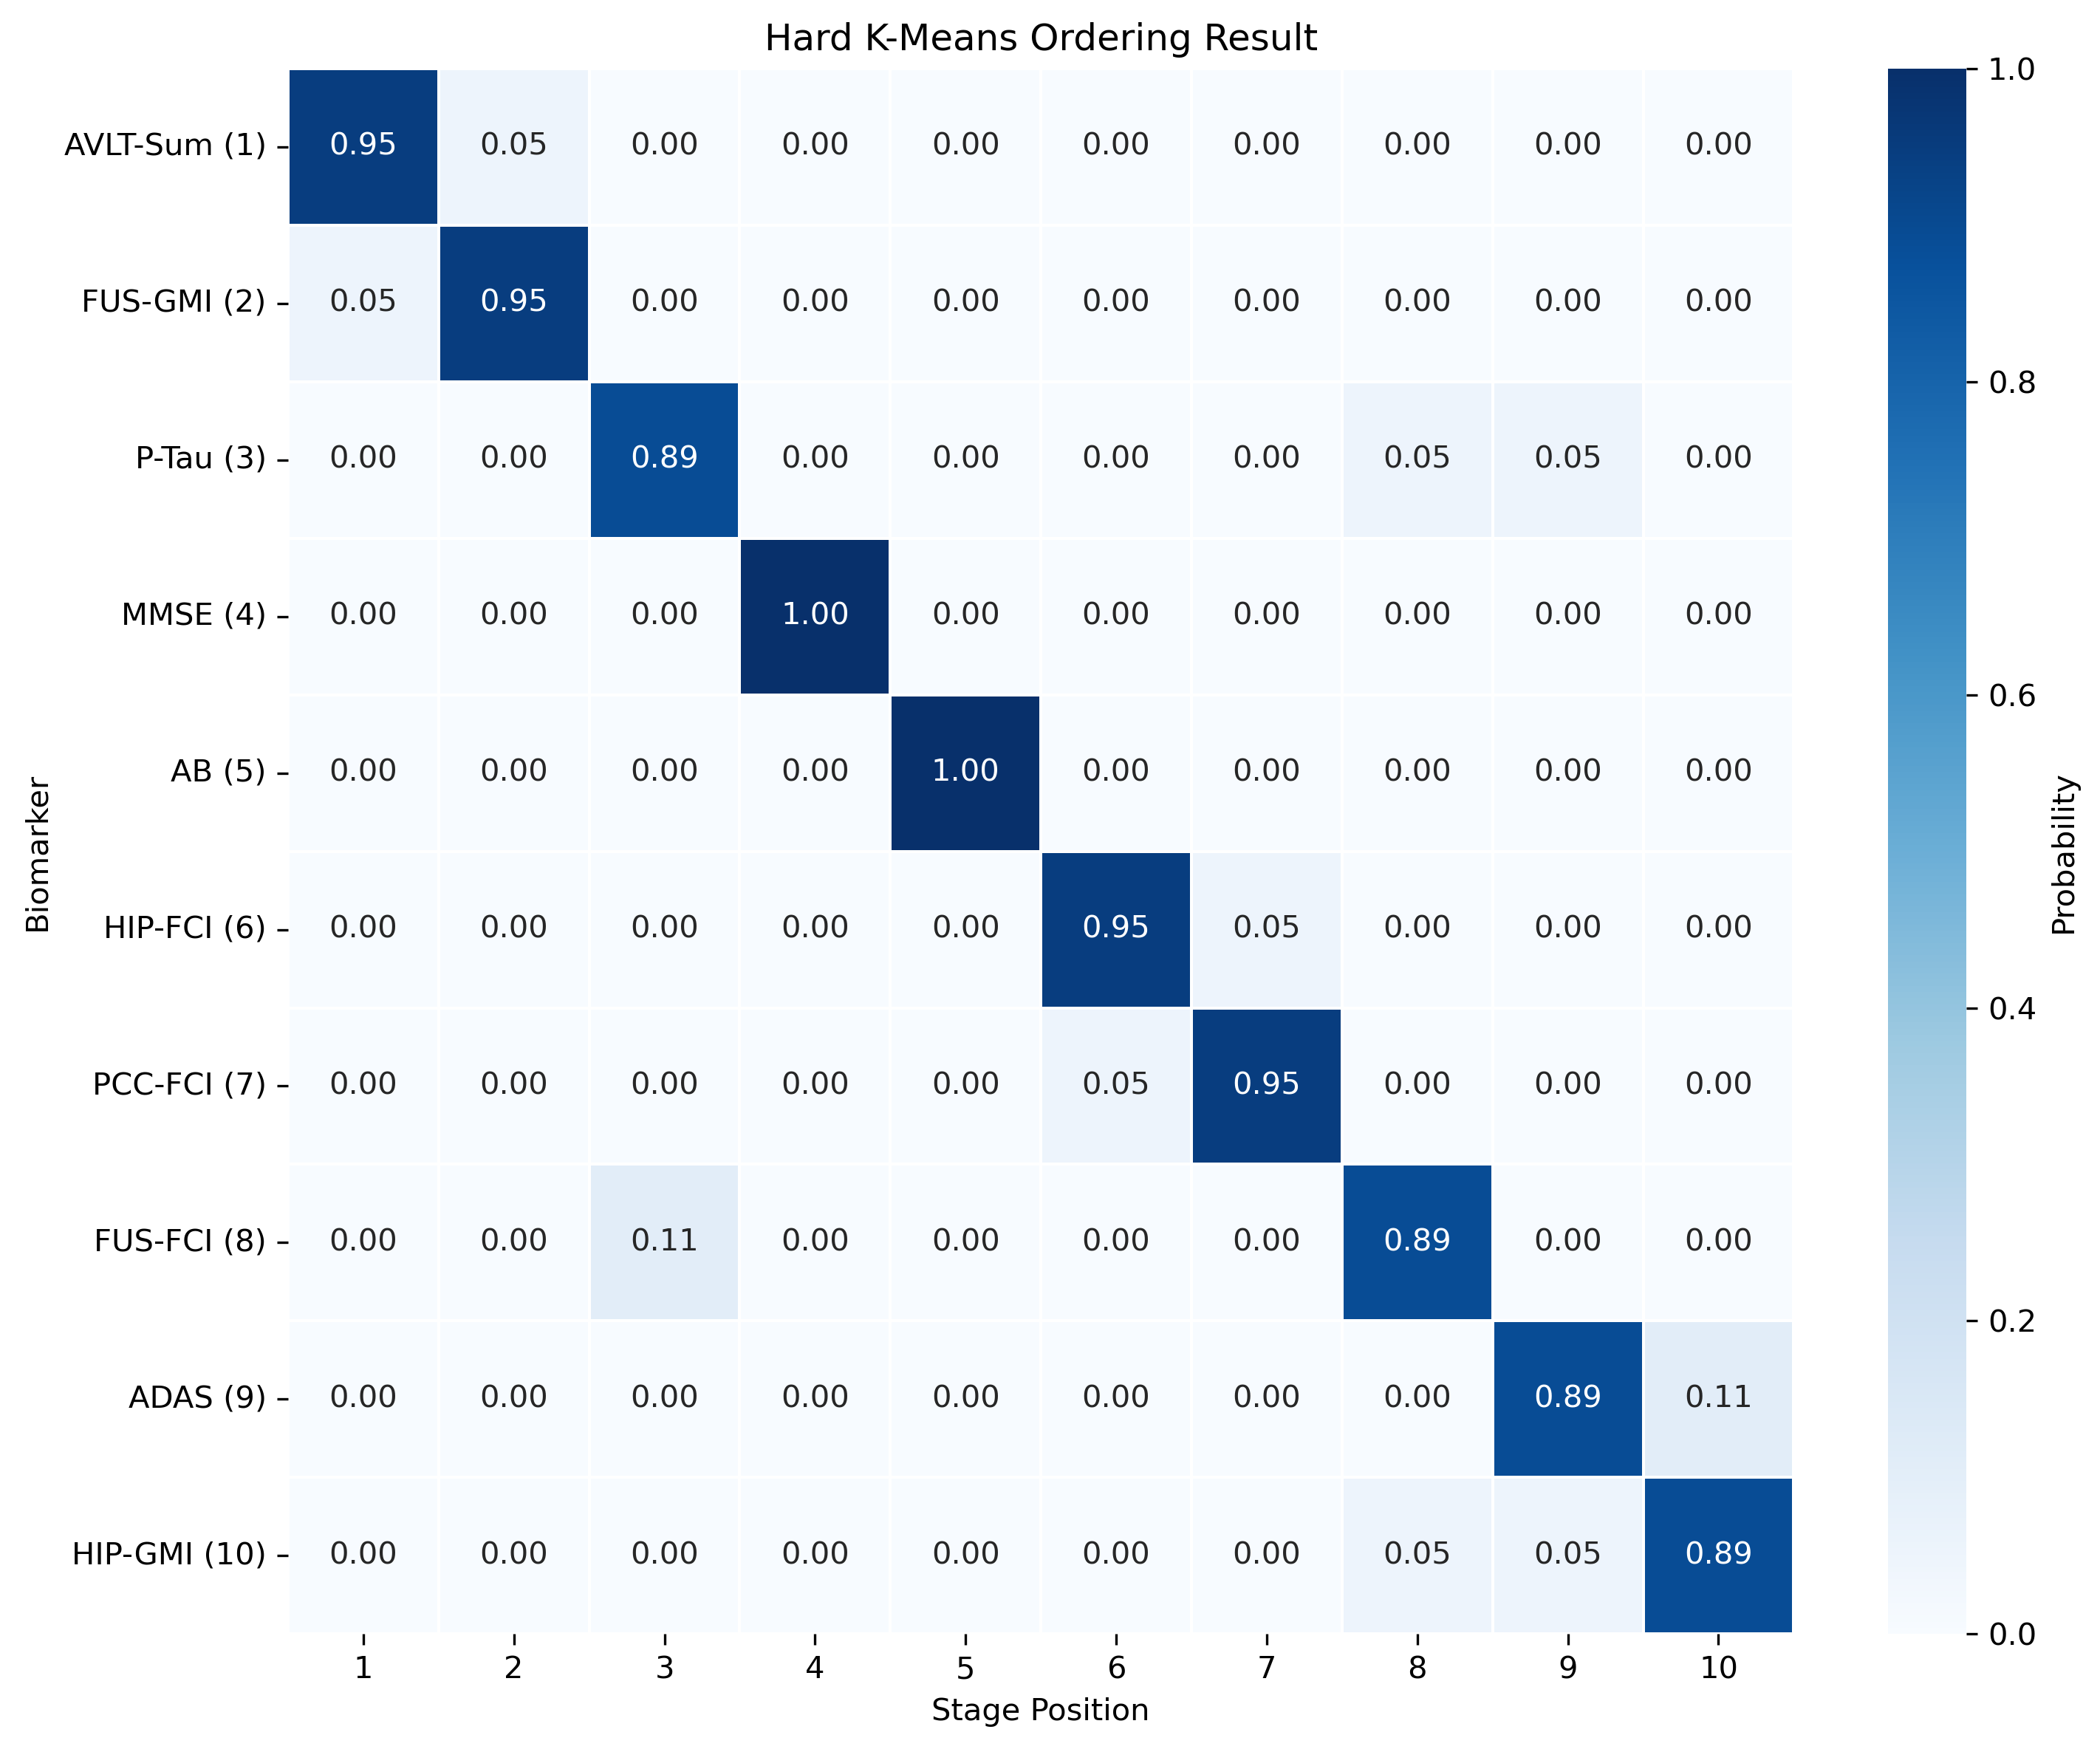 Hard K-Means Ordering Result
AVLT-Sum (1) 0.95 0.05 0.00 0.00 0.00 0.00 0.00 0.00 0.00 0.00
FUS-GMI (2) 0.05 0.95 0.00 0.00 0.00 0.00 0.00 0.00 0.00 0.00
P-Tau (3) 0.00 0.00 0.89 0.00 0.00 0.00 0.00 0.05 0.05 0.00
MMSE (4) 0.00 0.00 0.00 1.00 0.00 0.00 0.00 0.00 0.00 0.00
AB (5) 0.00 0.00 0.00 0.00 1.00 0.00 0.00 0.00 0.00 0.00
HIP-FCI (6) 0.00 0.00 0.00 0.00 0.00 0.95 0.05 0.00 0.00 0.00
PCC-FCI (7) 0.00 0.00 0.00 0.00 0.00 0.05 0.95 0.00 0.00 0.00
FUS-FCI (8) 0.00 0.00 0.11 0.00 0.00 0.00 0.00 0.89 0.00 0.00
ADAS (9) 0.00 0.00 0.00 0.00 0.00 0.00 0.00 0.00 0.89 0.11
HIP-GMI (10) 0.00 0.00 0.00 0.00 0.00 0.00 0.00 0.05 0.05 0.89
1 2 3 4 5 6 7 8 9 10
Stage Position
Biomarker
1.0
0.8
0.6
0.4
0.2
0.0
Probability